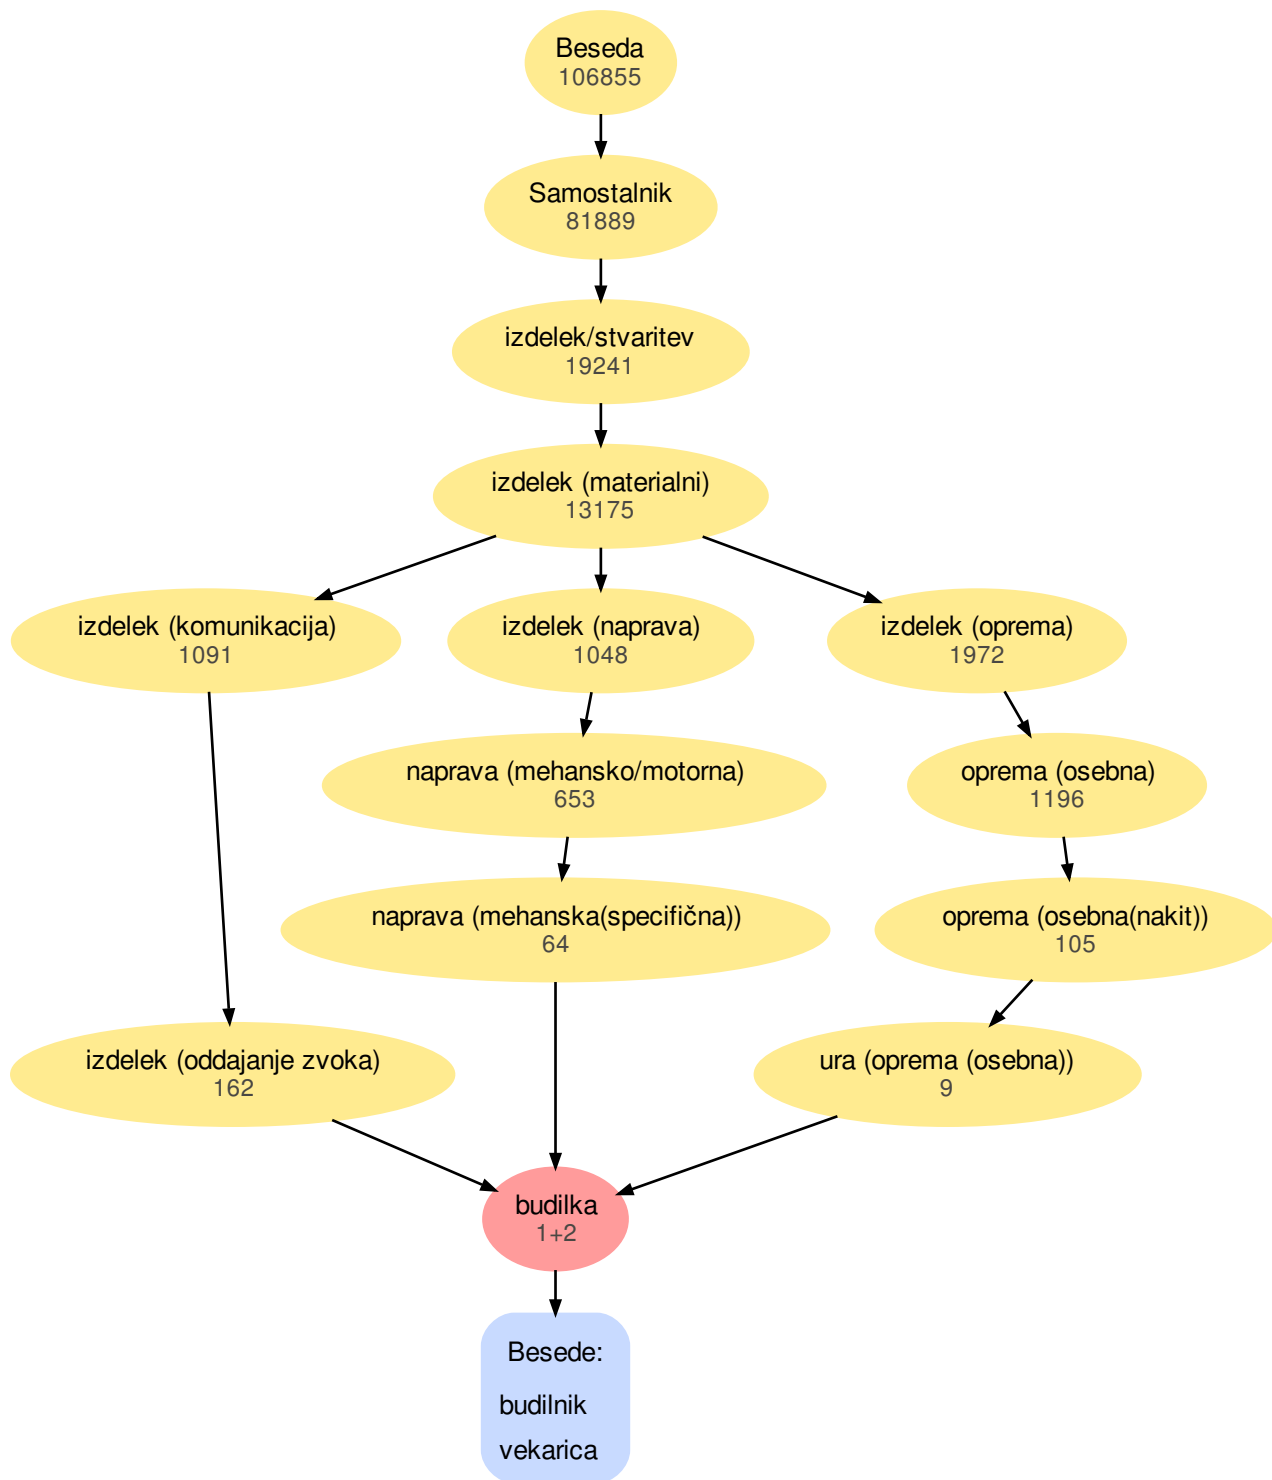 Beseda
106855
Samostalnik
81889
izdelek/stvaritev
19241
izdelek (materialni)
13175
izdelek (komunikacija)
1091
izdelek (naprava)
1048
izdelek (oprema)
1972
naprava (mehansko/motorna)
653
oprema (osebna)
1196
naprava (mehanska(specifična))
64
oprema (osebna(nakit))
105
izdelek (oddajanje zvoka)
162
ura (oprema (osebna))
9
budilka
1+2
Besede:
budilnik
vekarica